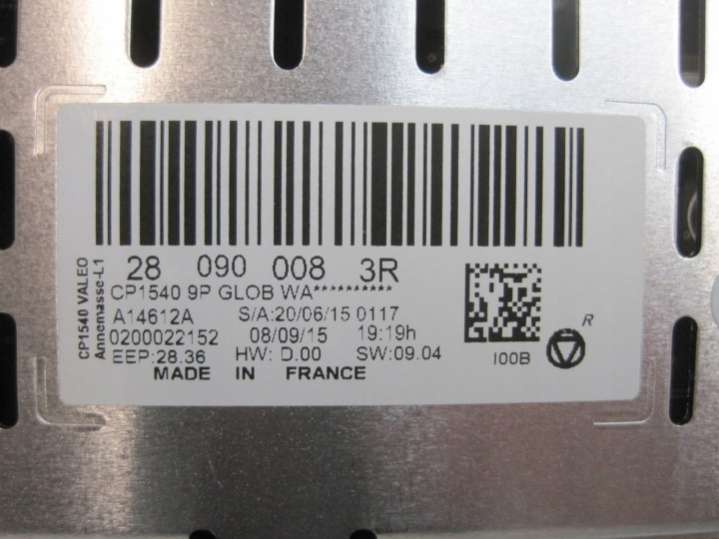 28 090 008 3R
CP1540 9P GLOB WA**********
A14612A S/A:20/06/15 0117
0200022152 08/09/15 19:19h
EEP:28.36 HW: D.00 SW:09.04
MADE IN FRANCE
CP1540 VALEO
Annemasse-L1
I00B
R